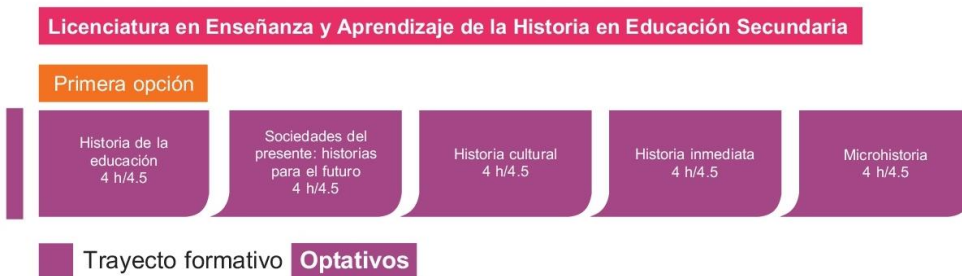 Licenciatura en Enseñanza y Aprendizaje de la Historia en Educación Secundaria
Primera opción
Historia de la
educación
4 h/4.5
Sociedades del
presente: historias
para el futuro
4 h/4.5
Historia cultural
4 h/4.5
Historia inmediata
4 h/4.5
Microhistoria
4 h/4.5
Trayecto formativo Optativos